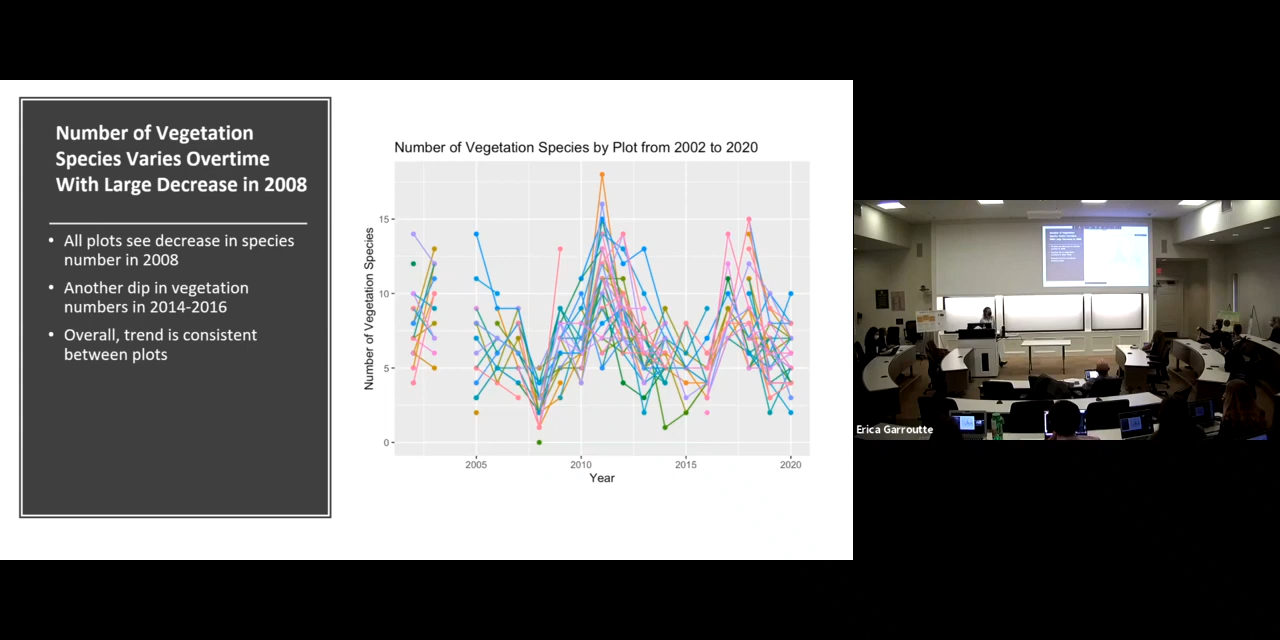 Number of Vegetation
Species Varies Overtime
With Large Decrease in 2008
• All plots see decrease in species
number in 2008
• Another dip in vegetation
numbers in 2014-2016
• Overall, trend is consistent
between plots
Number of Vegetation Species by Plot from 2002 to 2020
Number of Vegetation Species
15
10
5
0
2005
2010
2015
2020
Year
Erica Garroutte